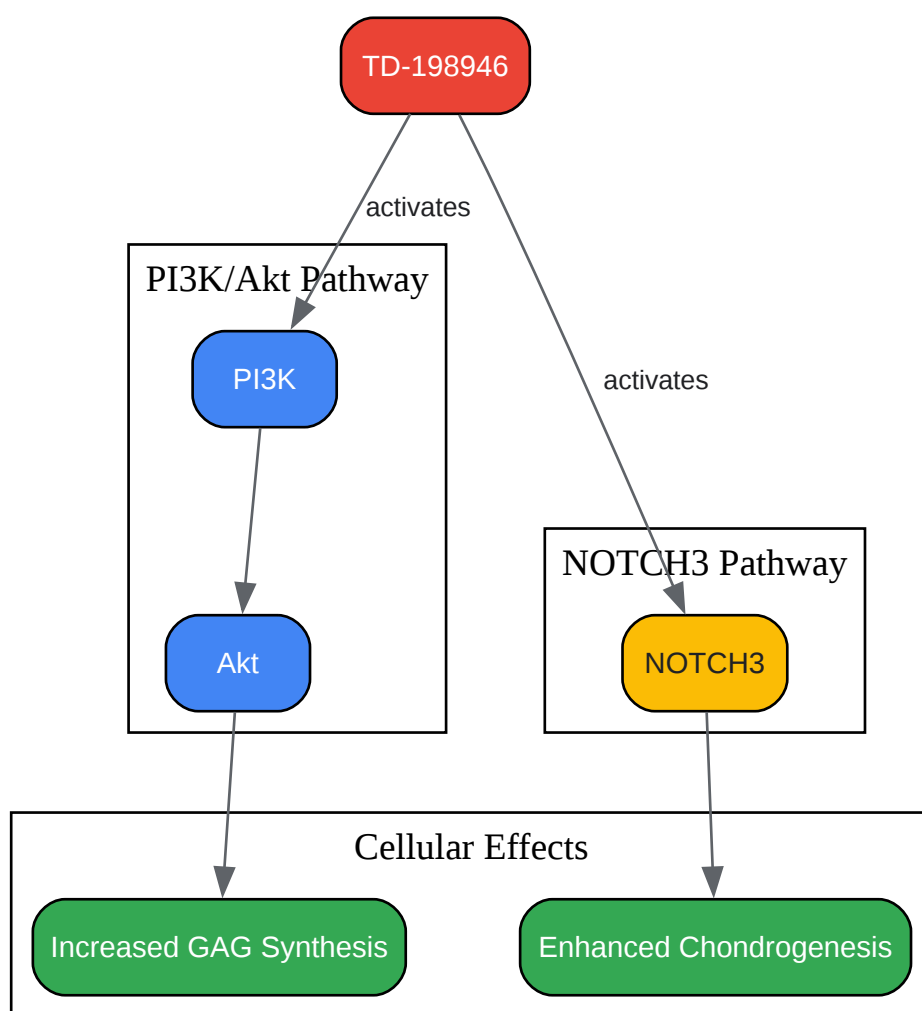 TD-198946
activates
PI3K/Akt Pathway
PI3K
activates
NOTCH3 Pathway
Akt
NOTCH3
Cellular Effects
Increased GAG Synthesis
Enhanced Chondrogenesis